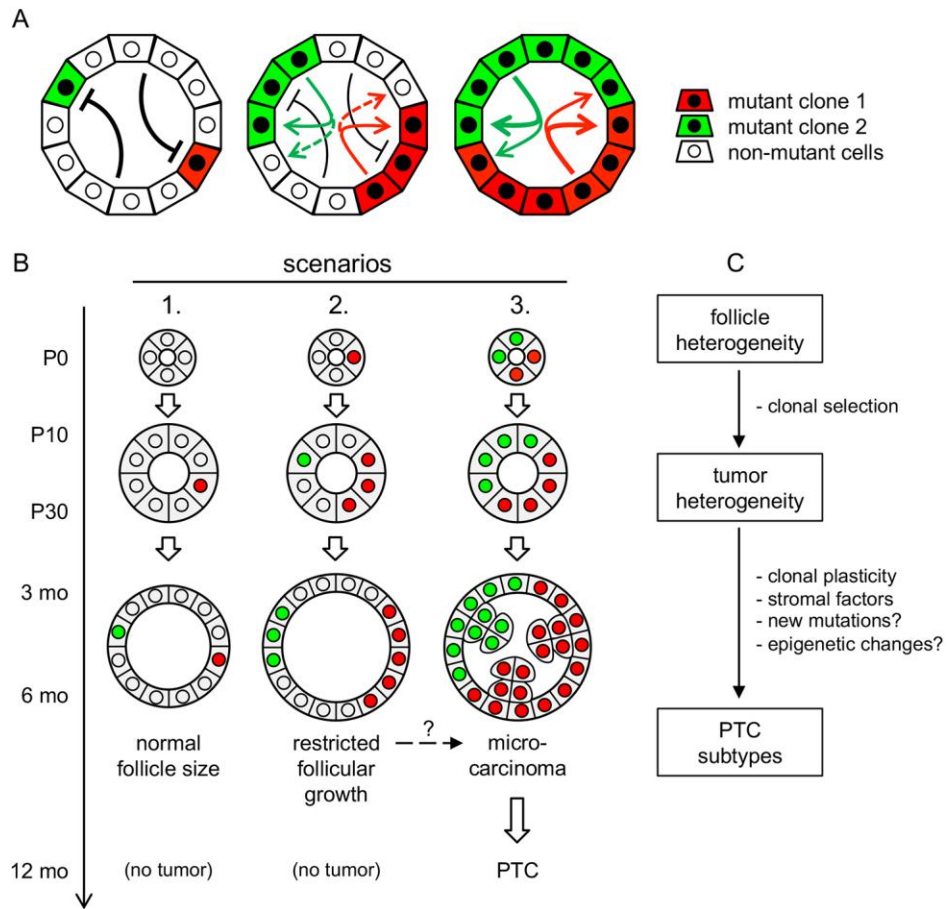 A
mutant clone 1
mutant clone 2
non-mutant cells
B
scenarios
C
1.
2.
3.
P0
P10
P30
3 mo
6 mo
12 mo
normal
follicle size
restricted
follicular
growth
?
micro-
carcinoma
(no tumor)
(no tumor)
PTC
follicle
heterogeneity
- clonal selection
tumor
heterogeneity
- clonal plasticity
- stromal factors
- new mutations?
- epigenetic changes?
PTC
subtypes